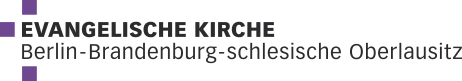 EVANGELISCHE KIRCHE
Berlin-Brandenburg-schlesische Oberlausitz